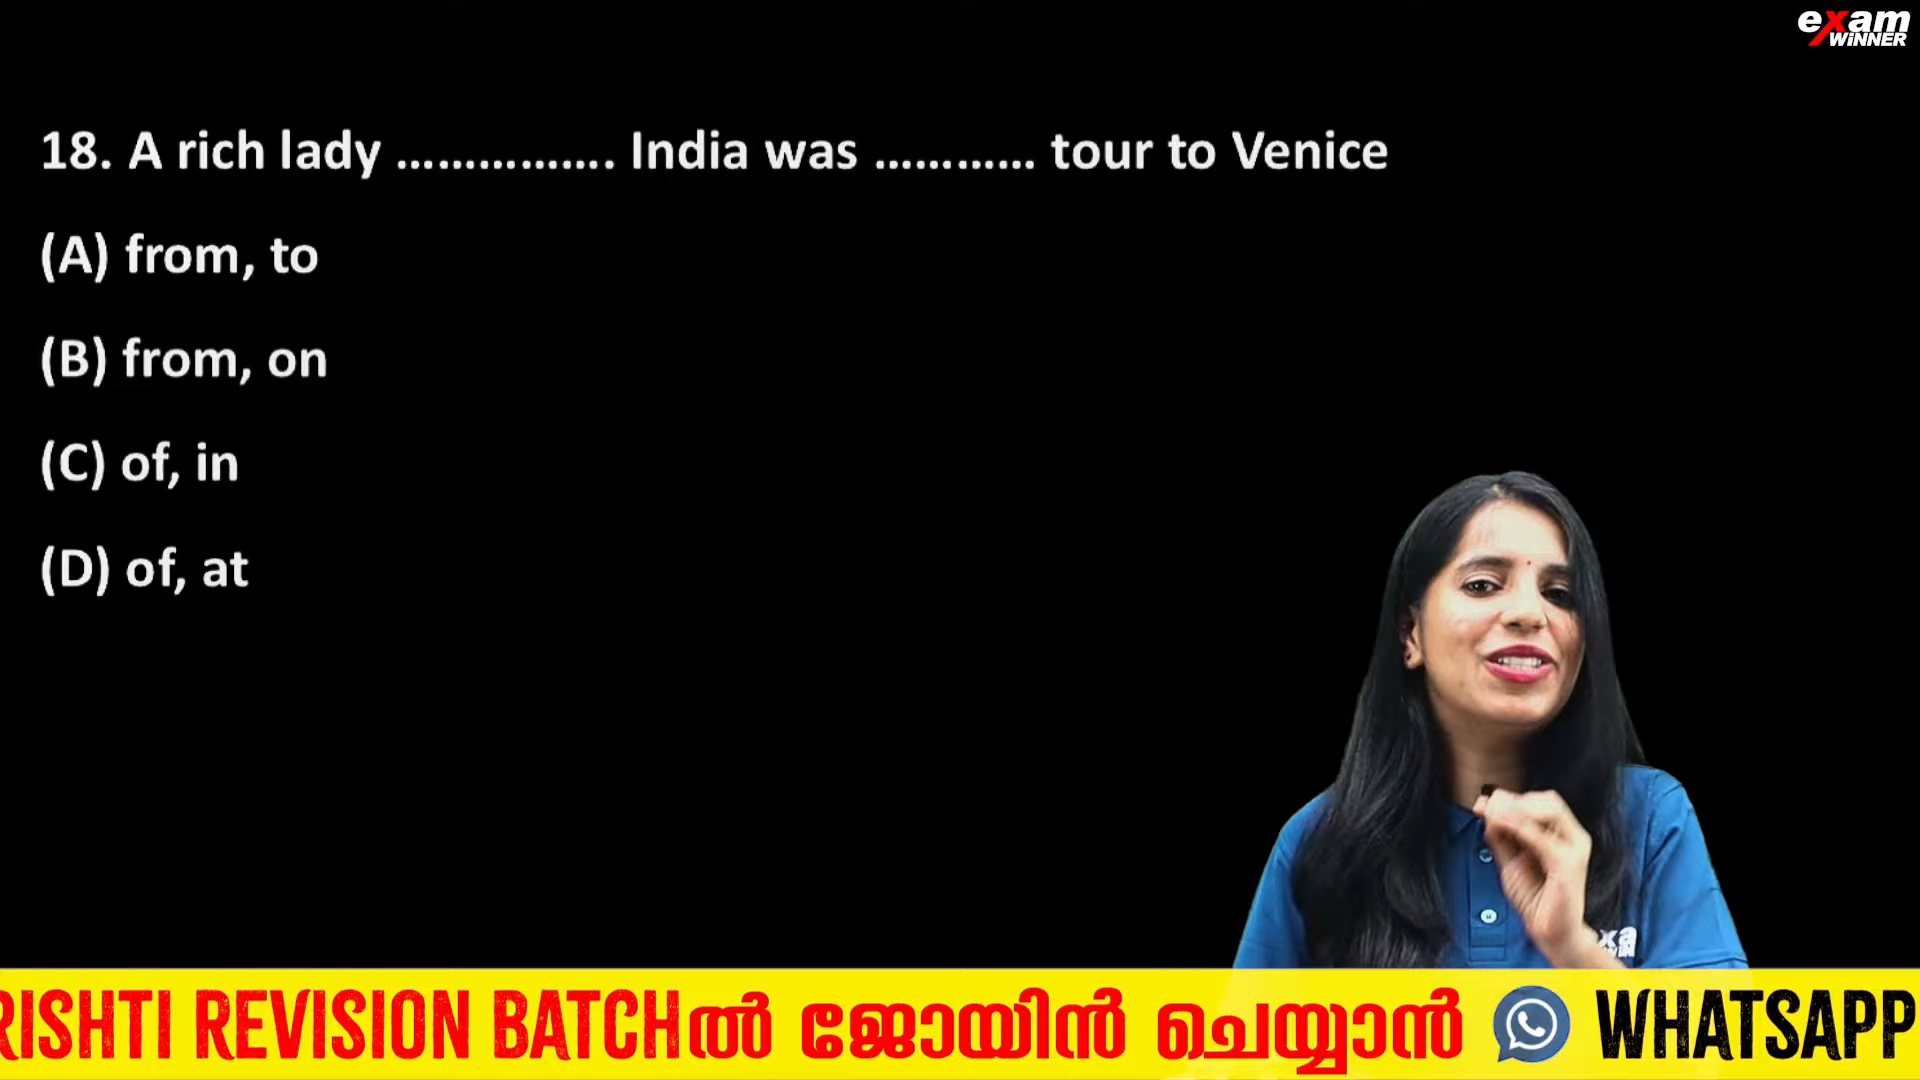 exam
WINNER
18. A rich lady ................ India was ............ tour to Venice
(A) from, to
(B) from, on
(C) of, in
(D) of, at
RISHTI REVISION BATCHൽ ജോയിൻ ചെയ്യാൻ WHATSAPP